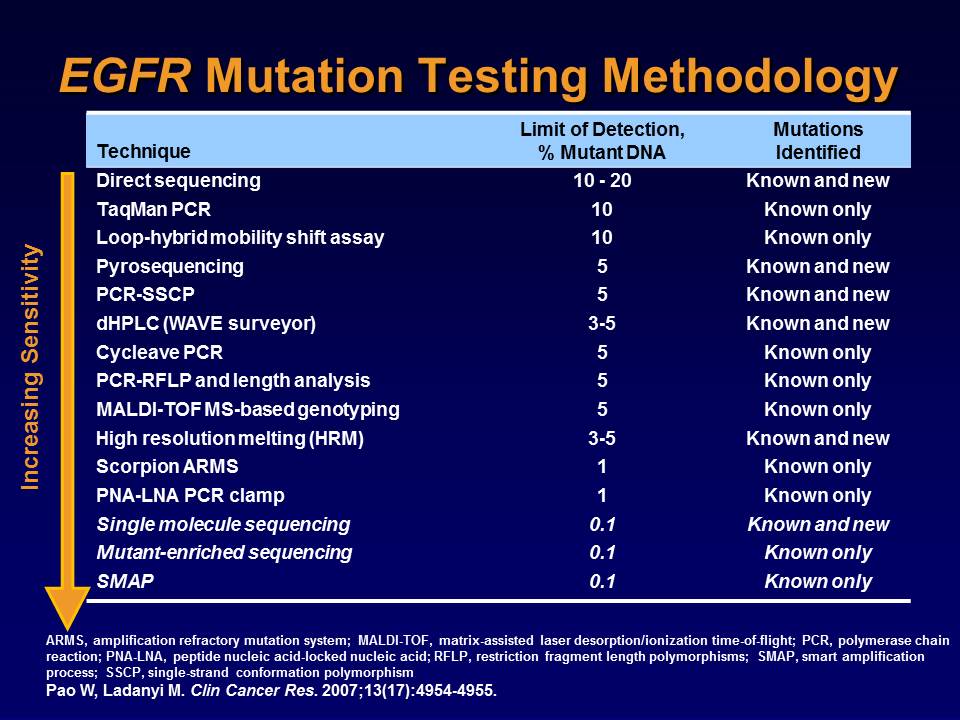 EGFR Mutation Testing Methodology
Technique Limit of Detection, % Mutant DNA Mutations Identified
Increasing Sensitivity
Direct sequencing 10 - 20 Known and new
TaqMan PCR 10 Known only
Loop-hybrid mobility shift assay 10 Known only
Pyrosequencing 5 Known and new
PCR-SSCP 5 Known and new
dHPLC (WAVE surveyor) 3-5 Known and new
Cycleave PCR 5 Known only
PCR-RFLP and length analysis 5 Known only
MALDI-TOF MS-based genotyping 5 Known only
High resolution melting (HRM) 3-5 Known and new
Scorpion ARMS 1 Known only
PNA-LNA PCR clamp 1 Known only
Single molecule sequencing 0.1 Known and new
Mutant-enriched sequencing 0.1 Known only
SMAP 0.1 Known only
ARMS, amplification refractory mutation system; MALDI-TOF, matrix-assisted laser desorption/ionization time-of-flight; PCR, polymerase chain
reaction; PNA-LNA, peptide nucleic acid-locked nucleic acid; RFLP, restriction fragment length polymorphisms; SMAP, smart amplification
process; SSCP, single-strand conformation polymorphism
Pao W, Ladanyi M. Clin Cancer Res. 2007;13(17):4954-4955.